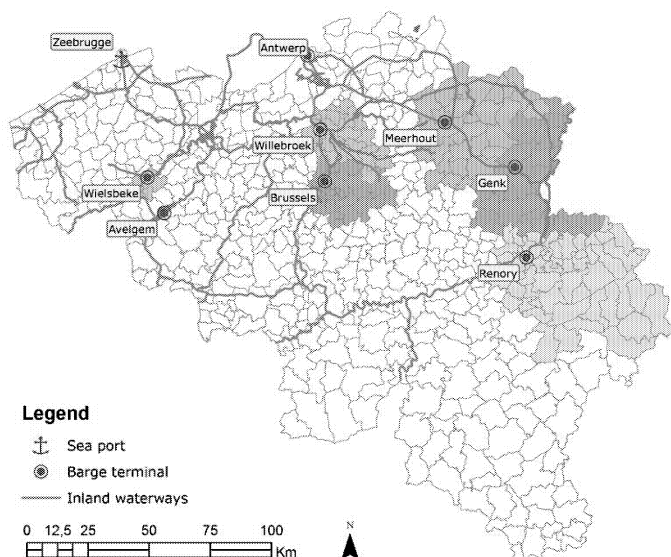 Zeebrugge
Antwerp
Willebroek
Meerhout
Wielsbeke
Genk
Brussels
Avelgem
Renory
Legend
Sea port
Barge terminal
Inland waterways
0 12,5 25 50 75 100
Km
N